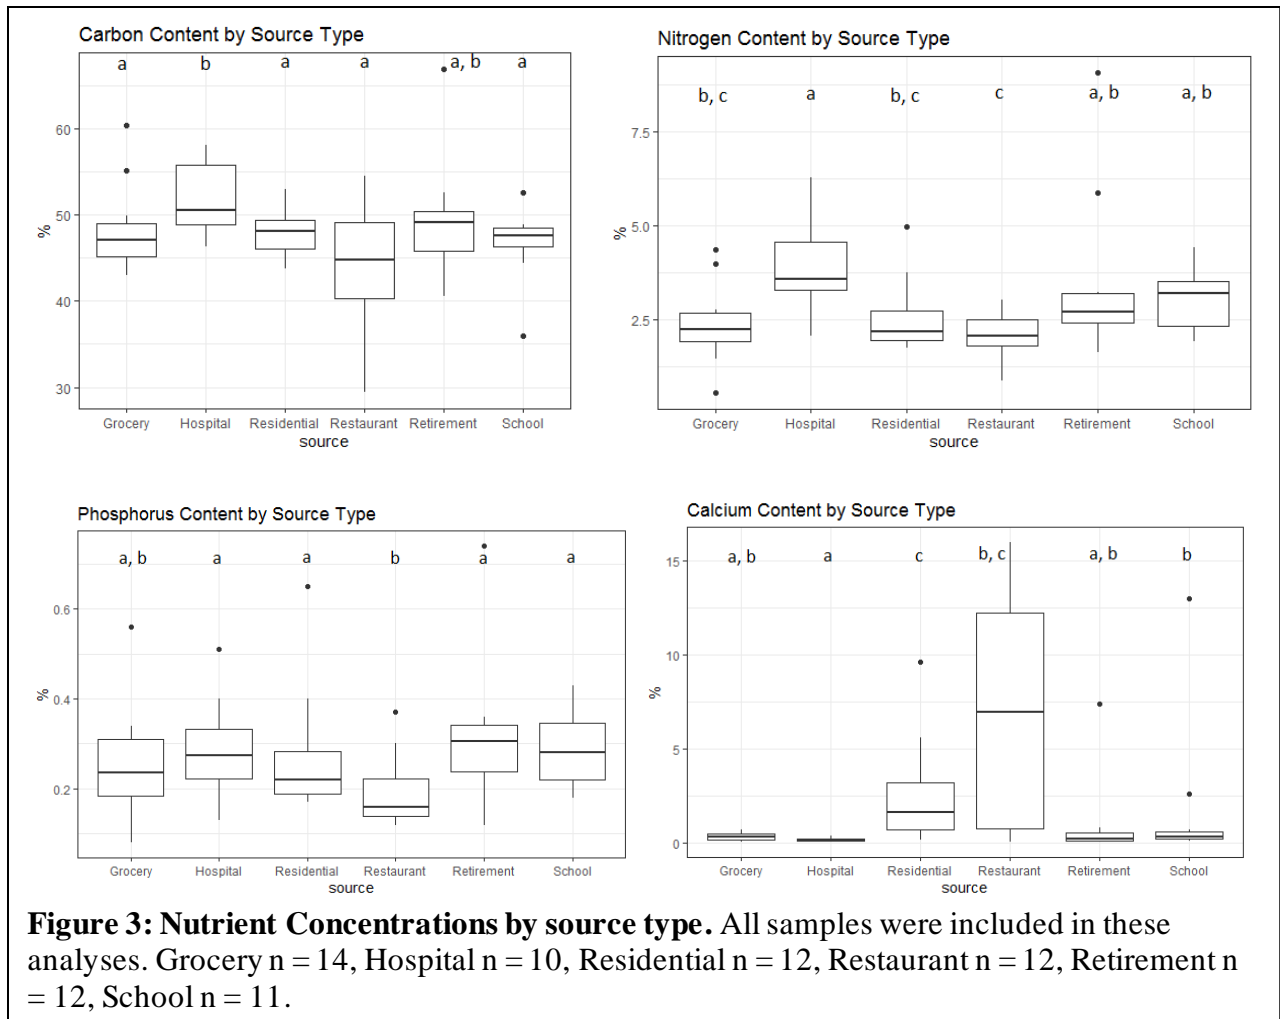 Carbon Content by Source Type
a b a a a, b a
60
50
40
30
%
Grocery Hospital Residential Restaurant Retirement School
source
Nitrogen Content by Source Type
b, c a b, c c a, b a, b
7.5
5.0
2.5
%
Grocery Hospital Residential Restaurant Retirement School
source
Phosphorus Content by Source Type
a, b a a b a a
0.6
0.4
0.2
%
Grocery Hospital Residential Restaurant Retirement School
source
Calcium Content by Source Type
a, b a c b, c a, b b
15
10
5
0
%
Grocery Hospital Residential Restaurant Retirement School
source
Figure 3: Nutrient Concentrations by source type. All samples were included in these
analyses. Grocery n = 14, Hospital n = 10, Residential n = 12, Restaurant n = 12, Retirement n
= 12, School n = 11.